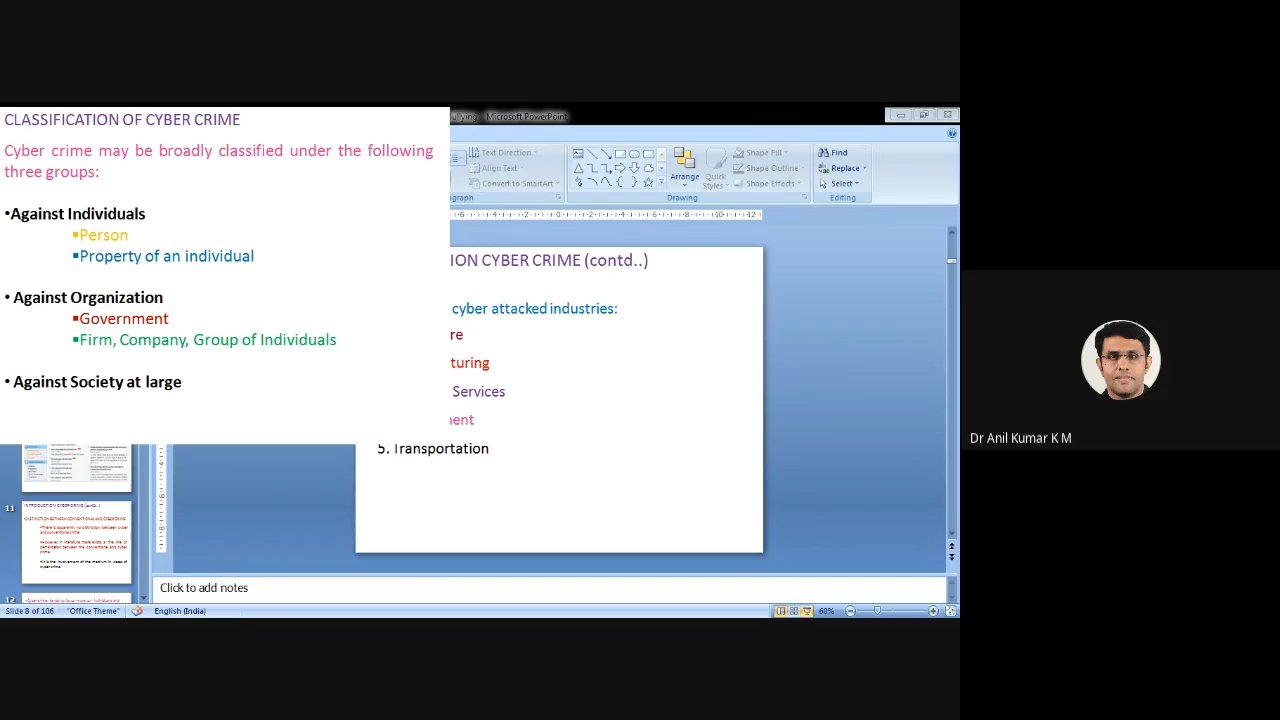 CLASSIFICATION OF CYBER CRIME
Cyber crime may be broadly classified under the following
three groups:
•Against Individuals
▪Person
▪Property of an individual
• Against Organization
▪Government
▪Firm, Company, Group of Individuals
• Against Society at large
Microsoft PowerPoint
Text Direction
Align Text
Convert to SmartArt
Arrange
Quick
Styles
Shape Fill
Shape Outline
Shape Effects
Find
Replace
Select
Drawing
Editing
ION CYBER CRIME (contd..)
cyber attacked industries:
re
turing
Services
ent
5. Transportation
11
INTRODUCTION CYBER CRIME (contd..)
12
Click to add notes
Slide 8 of 106
"Office Theme"
English (India)
60%
Dr Anil Kumar K M